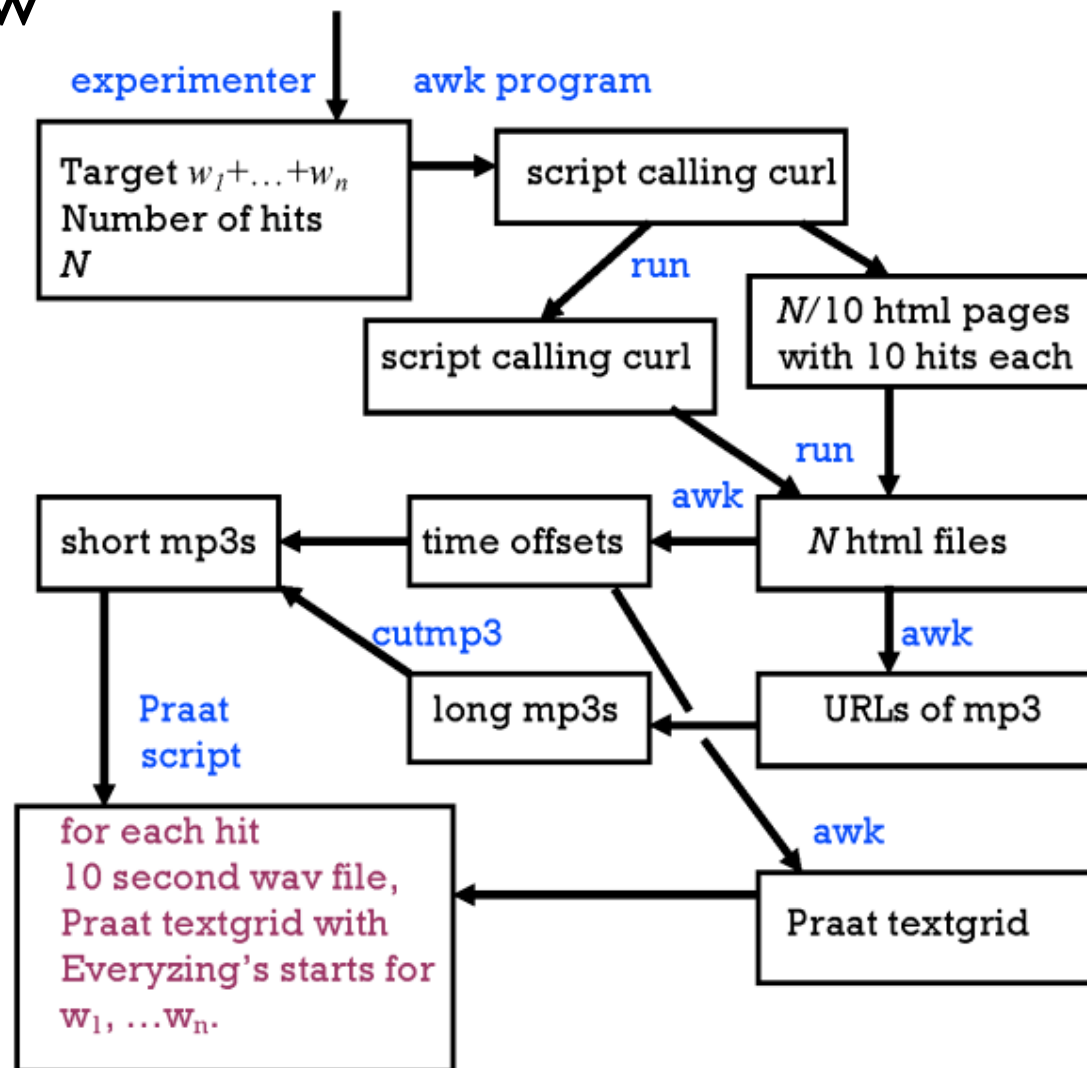 w
experimenter
awk program
Target w₁+…+wₙ
Number of hits
N
script calling curl
run
N/10 html pages
with 10 hits each
script calling curl
run
awk
short mp3s
time offsets
N html files
cutmp3
awk
Praat
script
long mp3s
URLs of mp3
awk
for each hit
10 second wav file,
Praat textgrid with
Everyzing’s starts for
w₁, …wₙ.
Praat textgrid